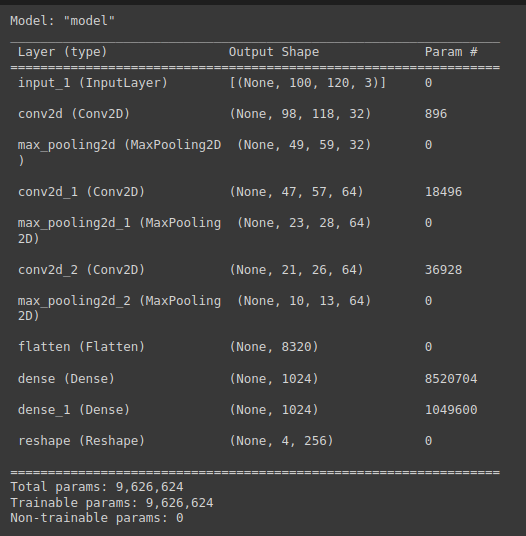 Model: "model"
_________________________________________________________________
Layer (type) Output Shape Param #
=================================================================
input_1 (InputLayer) [(None, 100, 120, 3)] 0
conv2d (Conv2D) (None, 98, 118, 32) 896
max_pooling2d (MaxPooling2D (None, 49, 59, 32) 0
)
conv2d_1 (Conv2D) (None, 47, 57, 64) 18496
max_pooling2d_1 (MaxPooling (None, 23, 28, 64) 0
2D)
conv2d_2 (Conv2D) (None, 21, 26, 64) 36928
max_pooling2d_2 (MaxPooling (None, 10, 13, 64) 0
2D)
flatten (Flatten) (None, 8320) 0
dense (Dense) (None, 1024) 8520704
dense_1 (Dense) (None, 1024) 1049600
reshape (Reshape) (None, 4, 256) 0
=================================================================
Total params: 9,626,624
Trainable params: 9,626,624
Non-trainable params: 0